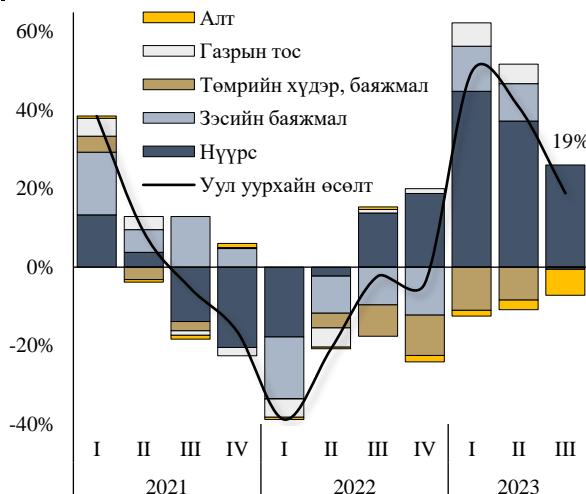 60%
40%
20%
0%
-20%
-40%
Алт
Газрын тос
Төмрийн хүдэр, баяжмал
Зэсийн баяжмал
Нүүрс
Уул уурхайн өсөлт
19%
I II III IV I II III IV I II III
2021 2022 2023